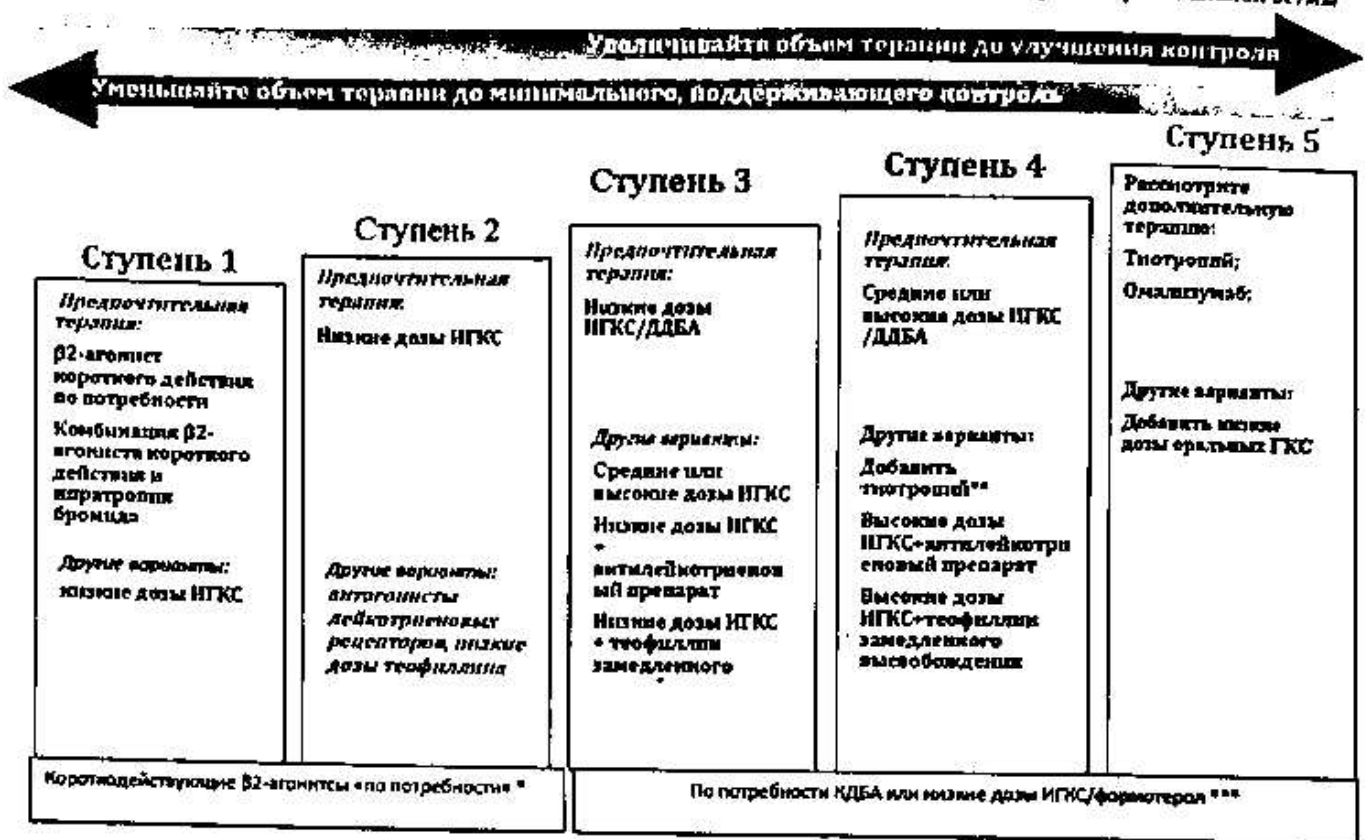 Увеличивайте объем терапии до улучшения контроля
Уменьшайте объем терапии до минимального, поддерживающего контроль
Ступень 1
Предпочтительная
терапия:
β2-агонист
короткого действия
по потребности
Комбинация β2-
агониста короткого
действия и
ипратропия
бромида
Другие варианты:
низкие дозы ИГКС
Ступень 2
Предпочтительная
терапия:
Низкие дозы ИГКС
Другие варианты:
антагонисты
лейкотриеновых
рецепторов, низкие
дозы теофиллина
Ступень 3
Предпочтительная
терапия:
Низкие дозы
ИГКС/ДДБА
Другие варианты:
Средние или
высокие дозы ИГКС
Низкие дозы ИГКС
+
антилейкотриенов
ый препарат
Низкие дозы ИГКС
+ теофиллин
замедленного
Ступень 4
Предпочтительная
терапия:
Средние или
высокие дозы ИГКС
/ДДБА
Другие варианты:
Добавить
тиотропий**
Высокие дозы
ИГКС+антилейкотри
еновый препарат
Высокие дозы
ИГКС+теофиллин
замедленного
высвобождения
Ступень 5
Рассмотрите
дополнительную
терапию:
Тиотропий;
Омализумаб;
Другие варианты:
Добавить низкие
дозы оральных ГКС
Короткодействующие β2-агонитсы «по потребности» *
По потребности КДБА или низкие дозы ИГКС/формотерол ***